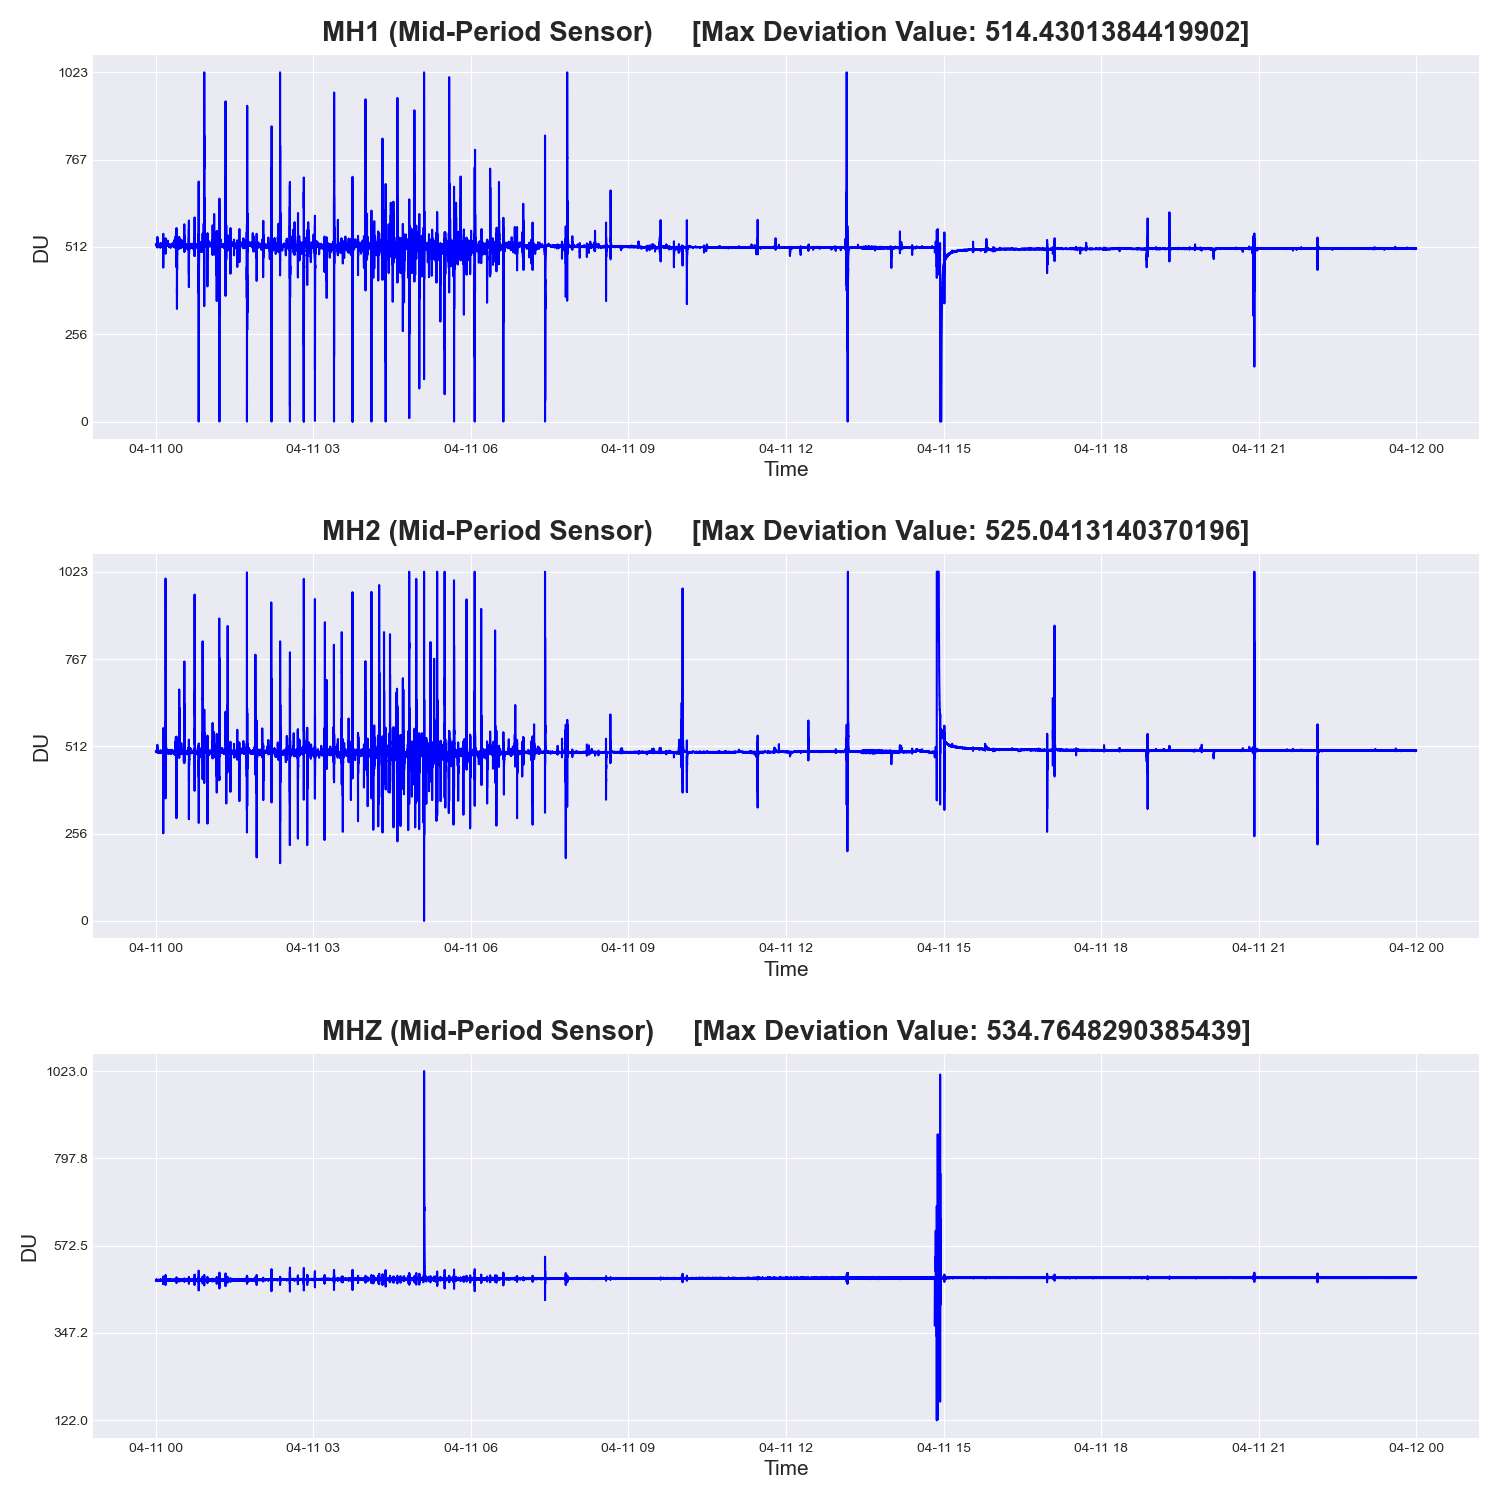 MH1 (Mid-Period Sensor) [Max Deviation Value: 514.4301384419902]
1023
767
512
256
0
DU
04-11 00 04-11 03 04-11 06 04-11 09 04-11 12 04-11 15 04-11 18 04-11 21 04-12 00
Time
MH2 (Mid-Period Sensor) [Max Deviation Value: 525.0413140370196]
1023
767
512
256
0
DU
04-11 00 04-11 03 04-11 06 04-11 09 04-11 12 04-11 15 04-11 18 04-11 21 04-12 00
Time
MHZ (Mid-Period Sensor) [Max Deviation Value: 534.7648290385439]
1023.0
797.8
572.5
347.2
122.0
DU
04-11 00 04-11 03 04-11 06 04-11 09 04-11 12 04-11 15 04-11 18 04-11 21 04-12 00
Time